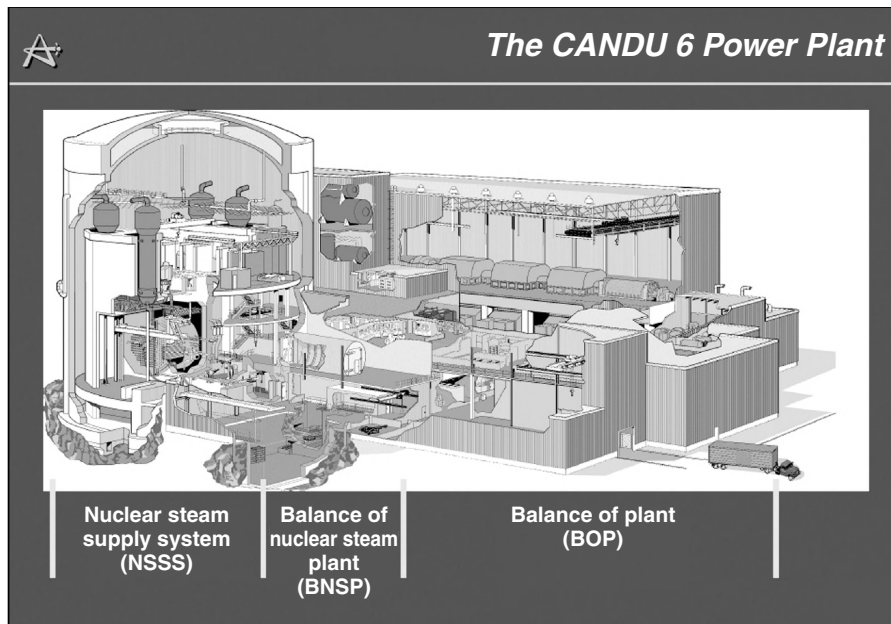 The CANDU 6 Power Plant
Nuclear steam
supply system
(NSSS)
Balance of
nuclear steam
plant
(BNSP)
Balance of plant
(BOP)